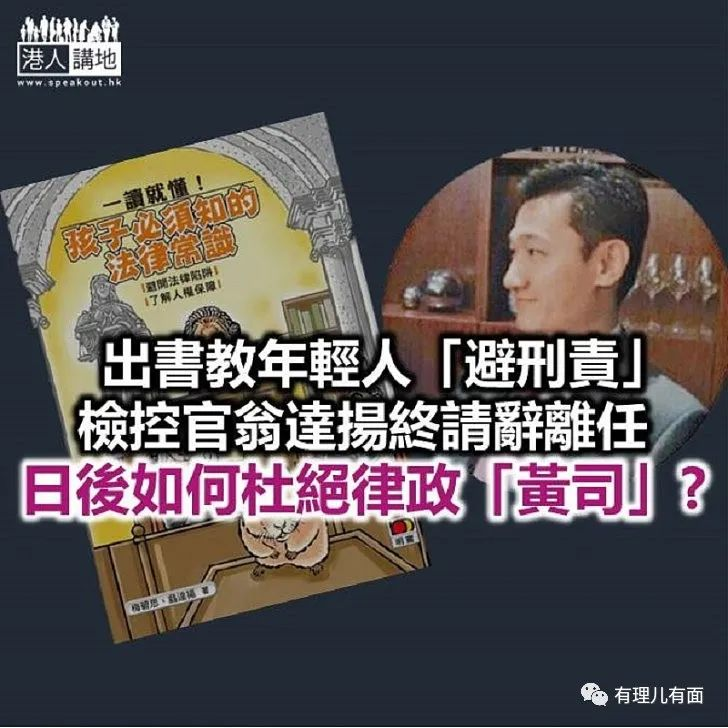 港人講地
www.speakout.hk
一讀就懂！
孩子必須知的
法律常識
避開法律陷阱
了解人權保障
出書教年輕人「避刑責」
檢控官翁達揚終請辭離任
日後如何杜絕律政「黃司」?
明窗
有理儿有面